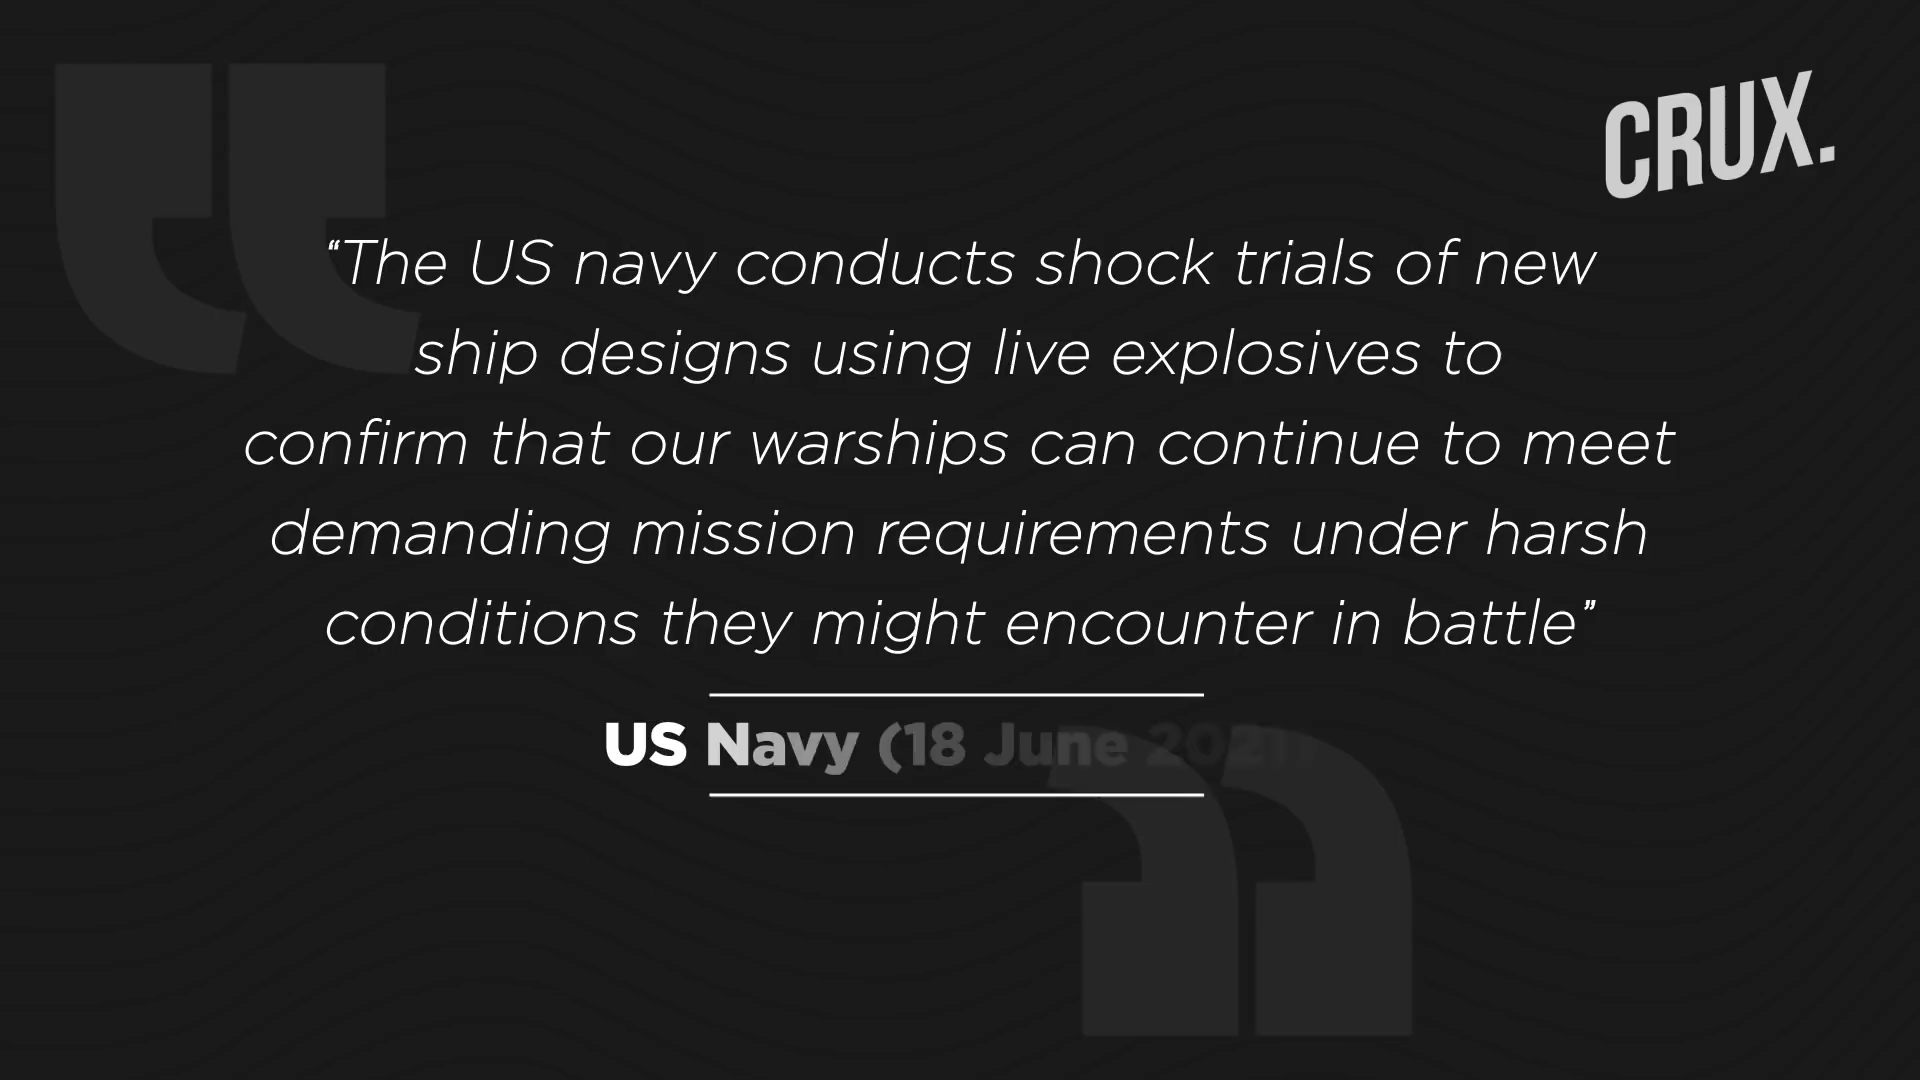 CRUX.
“The US navy conducts shock trials of new
ship designs using live explosives to
confirm that our warships can continue to meet
demanding mission requirements under harsh
conditions they might encounter in battle”
US Navy (18 June 2021)